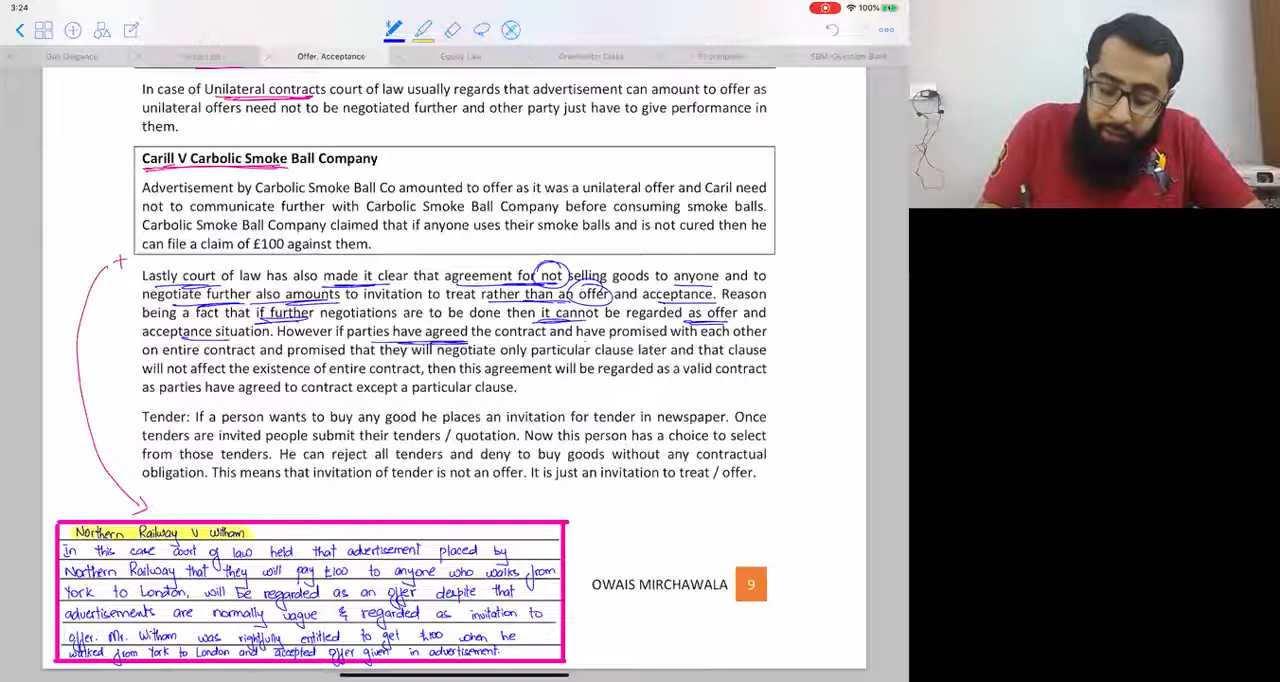 3:24
100%
Due Diligence
Offer, Acceptance
Equity Law
Orientation Class
SBM-Question Bank
In case of Unilateral contracts court of law usually regards that advertisement can amount to offer as
unilateral offers need not to be negotiated further and other party just have to give performance in
them.
Carill V Carbolic Smoke Ball Company
Advertisement by Carbolic Smoke Ball Co amounted to offer as it was a unilateral offer and Caril need
not to communicate further with Carbolic Smoke Ball Company before consuming smoke balls.
Carbolic Smoke Ball Company claimed that if anyone uses their smoke balls and is not cured then he
can file a claim of £100 against them.
Lastly court of law has also made it clear that agreement for not selling goods to anyone and to
negotiate further also amounts to invitation to treat rather than an offer and acceptance. Reason
being a fact that if further negotiations are to be done then it cannot be regarded as offer and
acceptance situation. However if parties have agreed the contract and have promised with each other
on entire contract and promised that they will negotiate only particular clause later and that clause
will not affect the existence of entire contract, then this agreement will be regarded as a valid contract
as parties have agreed to contract except a particular clause.
Tender: If a person wants to buy any good he places an invitation for tender in newspaper. Once
tenders are invited people submit their tenders / quotation. Now this person has a choice to select
from those tenders. He can reject all tenders and deny to buy goods without any contractual
obligation. This means that invitation of tender is not an offer. It is just an invitation to treat / offer.
Northern Railway V Witham
In this case court of law held that advertisement placed by
Northern Railway that they will pay £100 to anyone who walks from
York to London, will be regarded as an offer despite that
advertisements are normally vague & regarded as invitation to
offer. Mr. Witham was rightfully entitled to get £100 when he
walked from York to London and accepted offer given in advertisement.
OWAIS MIRCHAWALA 9